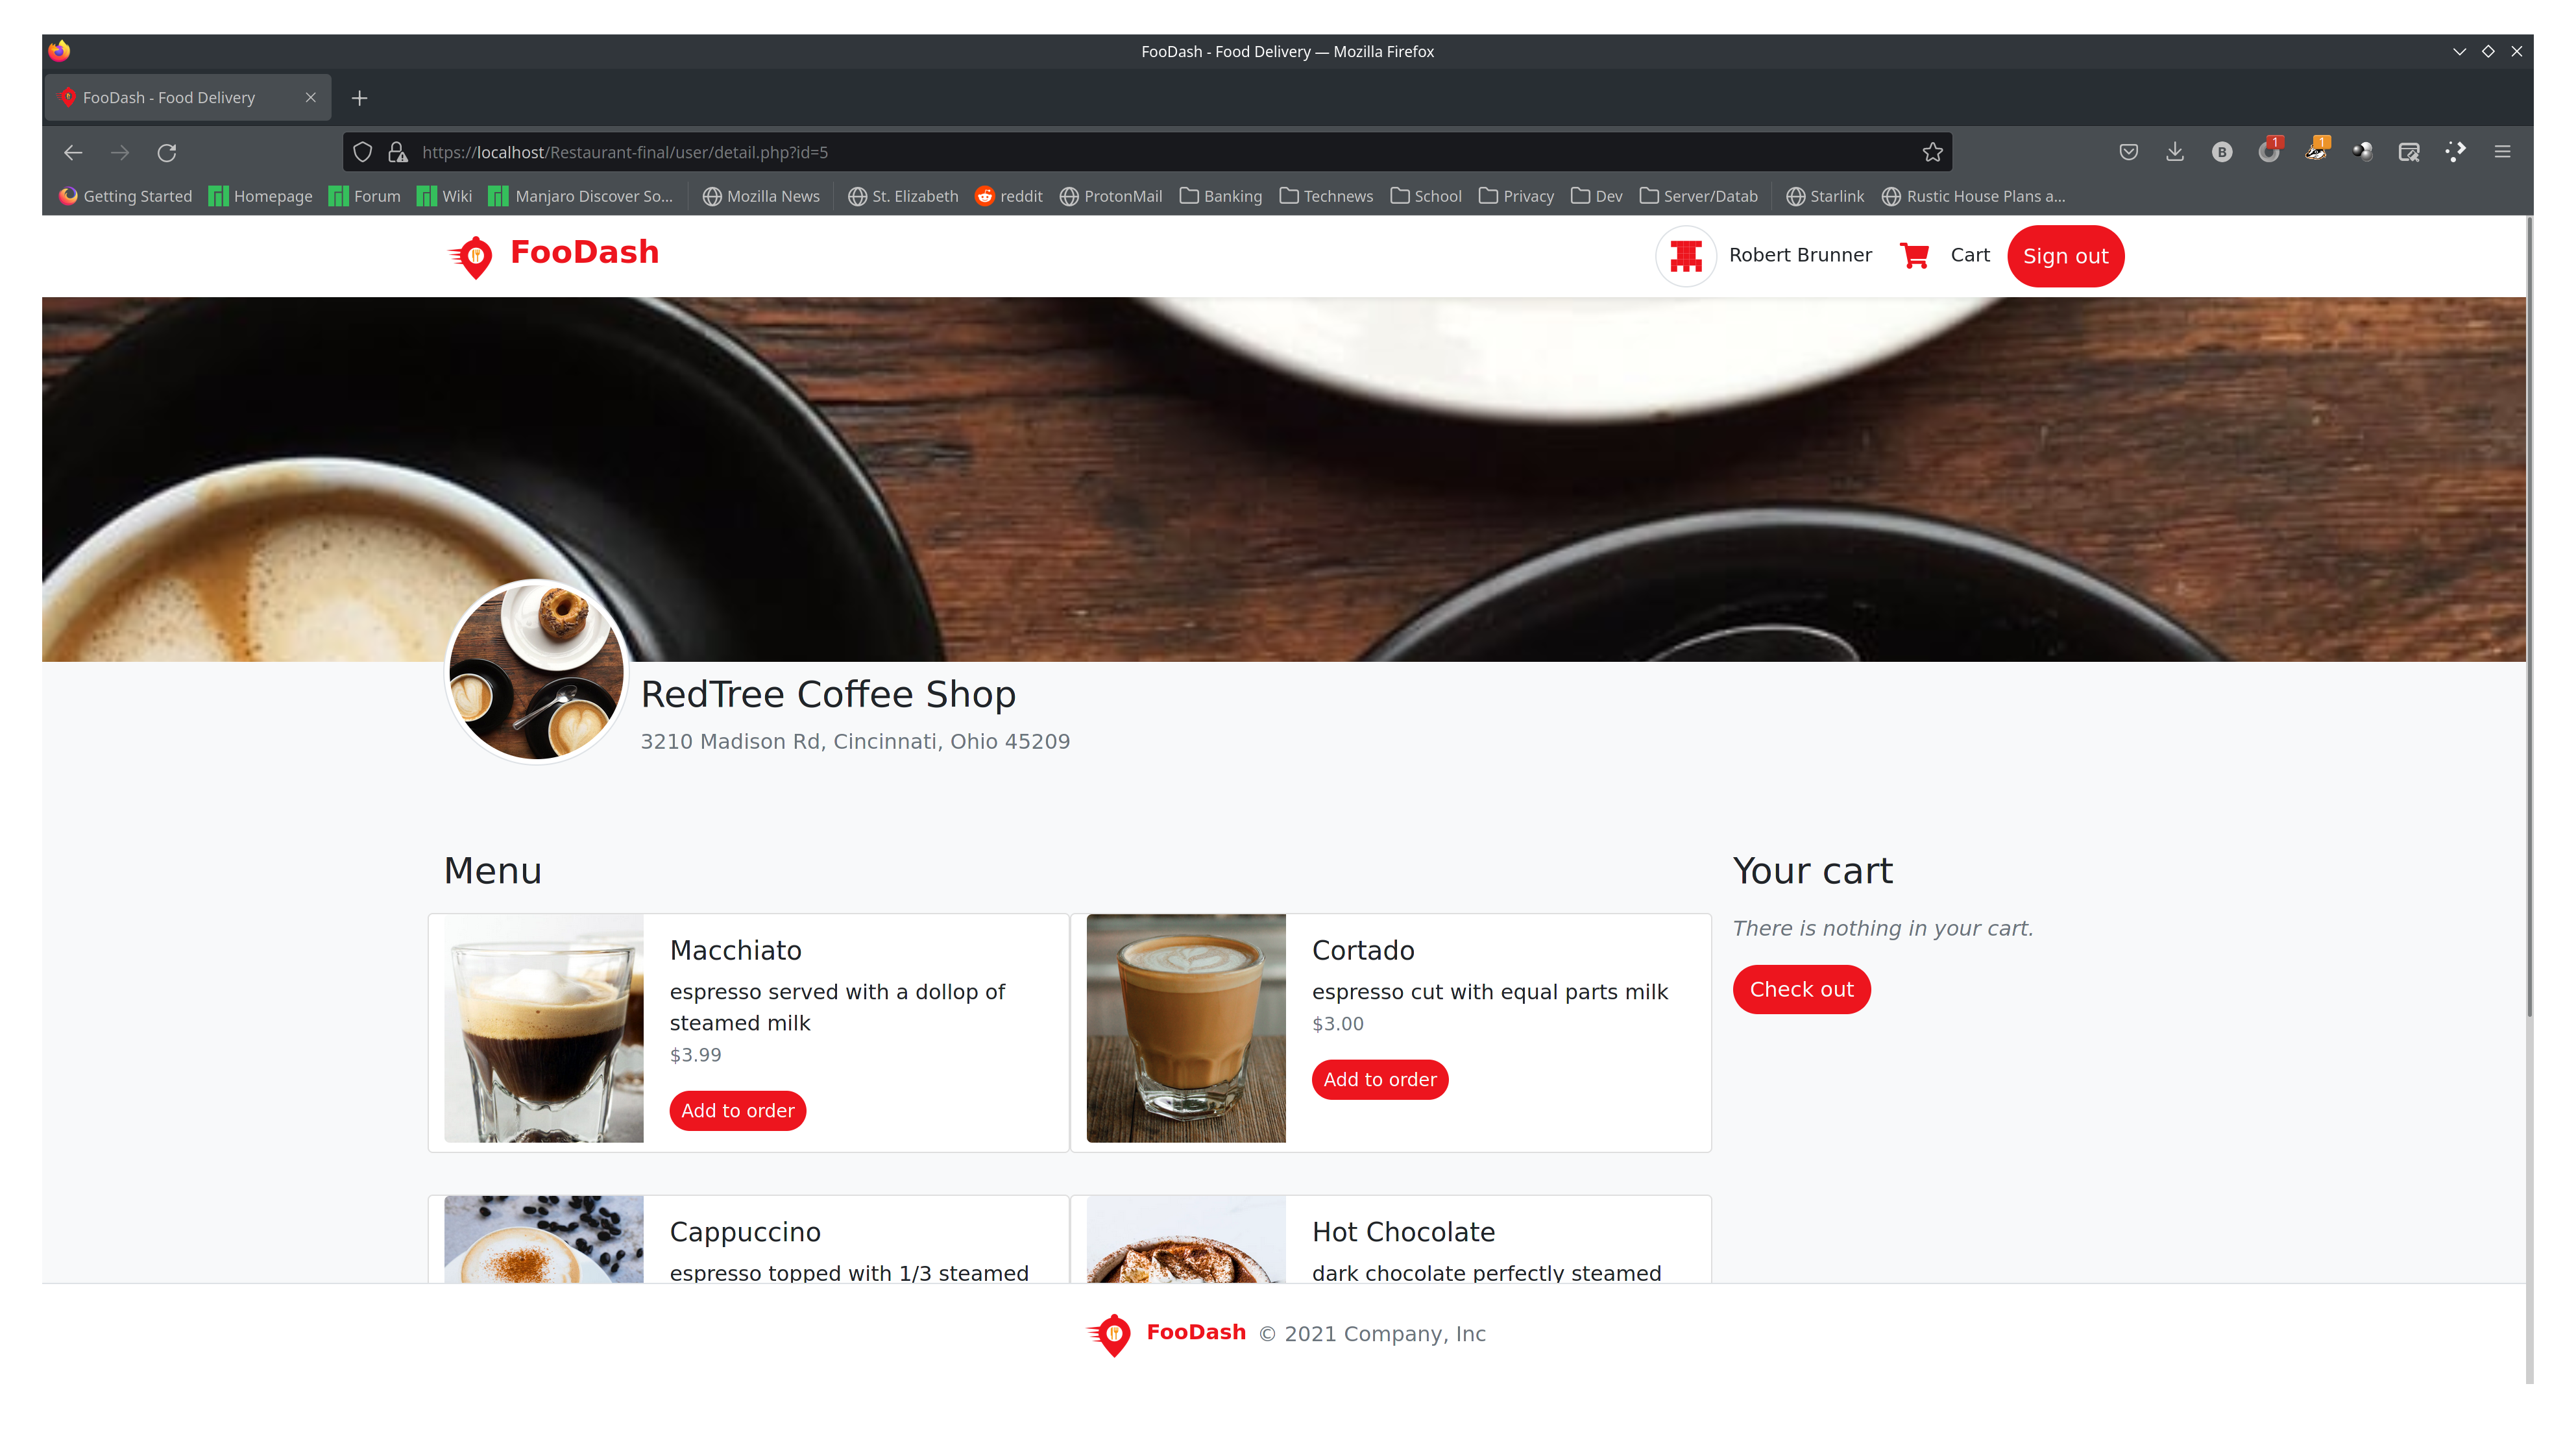 FooDash - Food Delivery — Mozilla Firefox
FooDash - Food Delivery
https://localhost/Restaurant-final/user/detail.php?id=5
B
1
1
Getting Started
Homepage
Forum
Wiki
Manjaro Discover So...
Mozilla News
St. Elizabeth
reddit
ProtonMail
Banking
Technews
School
Privacy
Dev
Server/Datab
Starlink
Rustic House Plans a...
FooDash
Robert Brunner
Cart
Sign out
RedTree Coffee Shop
3210 Madison Rd, Cincinnati, Ohio 45209
Menu
Macchiato
espresso served with a dollop of
steamed milk
$3.99
Add to order
Cortado
espresso cut with equal parts milk
$3.00
Add to order
Your cart
There is nothing in your cart.
Check out
Cappuccino
espresso topped with 1/3 steamed
Hot Chocolate
dark chocolate perfectly steamed
FooDash © 2021 Company, Inc